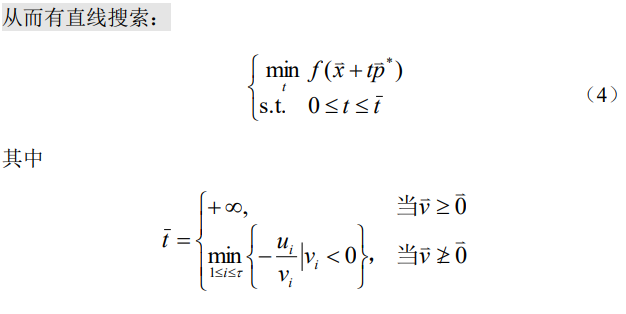 从而有直线搜索：
min_t f(x̄ + tp̄*)
s.t. 0 ≤ t ≤ t̄ （4）
其中
t̄ = { +∞, 当v̄ ≥ 0̄
min_{1≤i≤τ} { −u_i/v_i | v_i < 0 }， 当v̄ ≱ 0̄